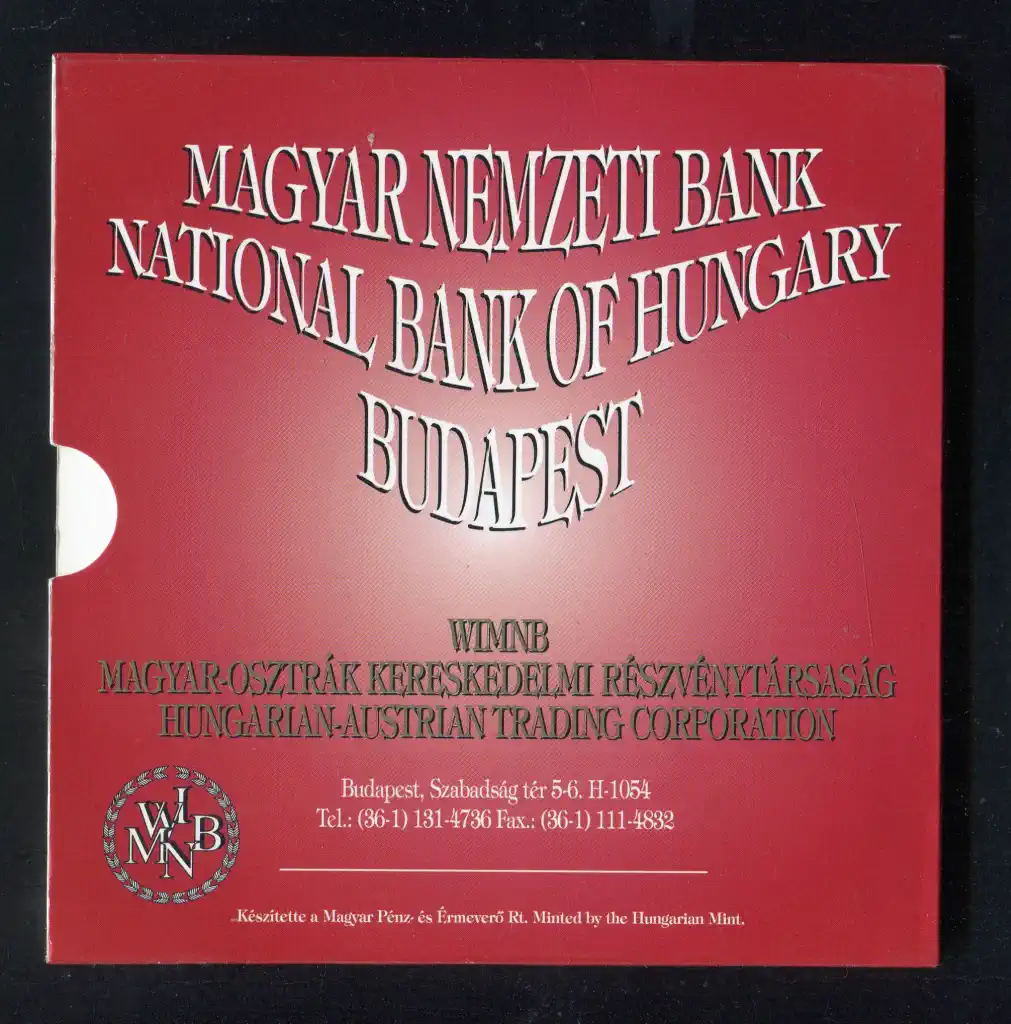 MAGYAR NEMZETI BANK
NATIONAL BANK OF HUNGARY
BUDAPEST
WIMNB
MAGYAR-OSZTRÁK KERESKEDELMI RÉSZVÉNYTÁRSASÁG
HUNGARIAN-AUSTRIAN TRADING CORPORATION
Budapest, Szabadság tér 5-6. H-1054
Tel.: (36-1) 131-4736 Fax.: (36-1) 111-4832
WIMNB
Készítette a Magyar Pénz- és Érmeverő Rt. Minted by the Hungarian Mint.